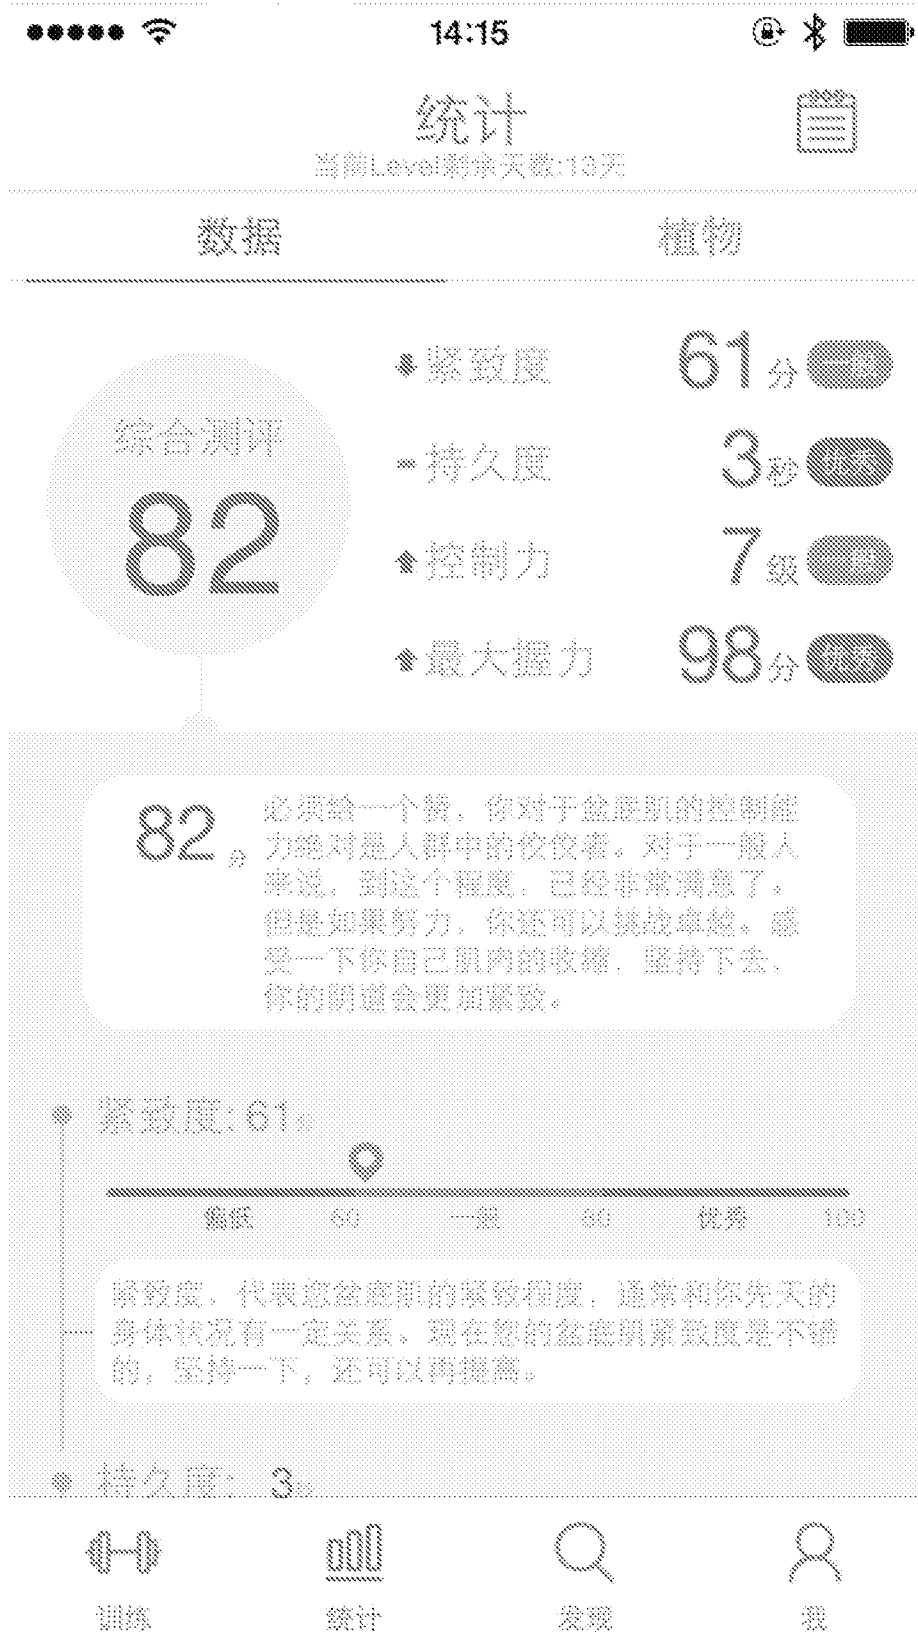 14:15
统计
当前Level剩余天数:13天
数据
植物
综合测评
82
紧致度
61分 一般
持久度
3秒 优秀
控制力
7级 一般
最大握力
98分 优秀
82分
必须给一个赞，你对于盆底肌的控制能
力绝对是人群中的佼佼者。对于一般人
来说，到这个程度，已经非常满意了。
但是如果努力，你还可以挑战卓越。感
受一下你自己肌肉的收缩，坚持下去，
你的阴道会更加紧致。
紧致度: 61分
偏低 60 一般 80 优秀 100
紧致度，代表您盆底肌的紧致程度，通常和你先天的
身体状况有一定关系。现在您的盆底肌紧致度是不错
的，坚持一下，还可以再提高。
持久度: 3秒
训练
统计
发现
我